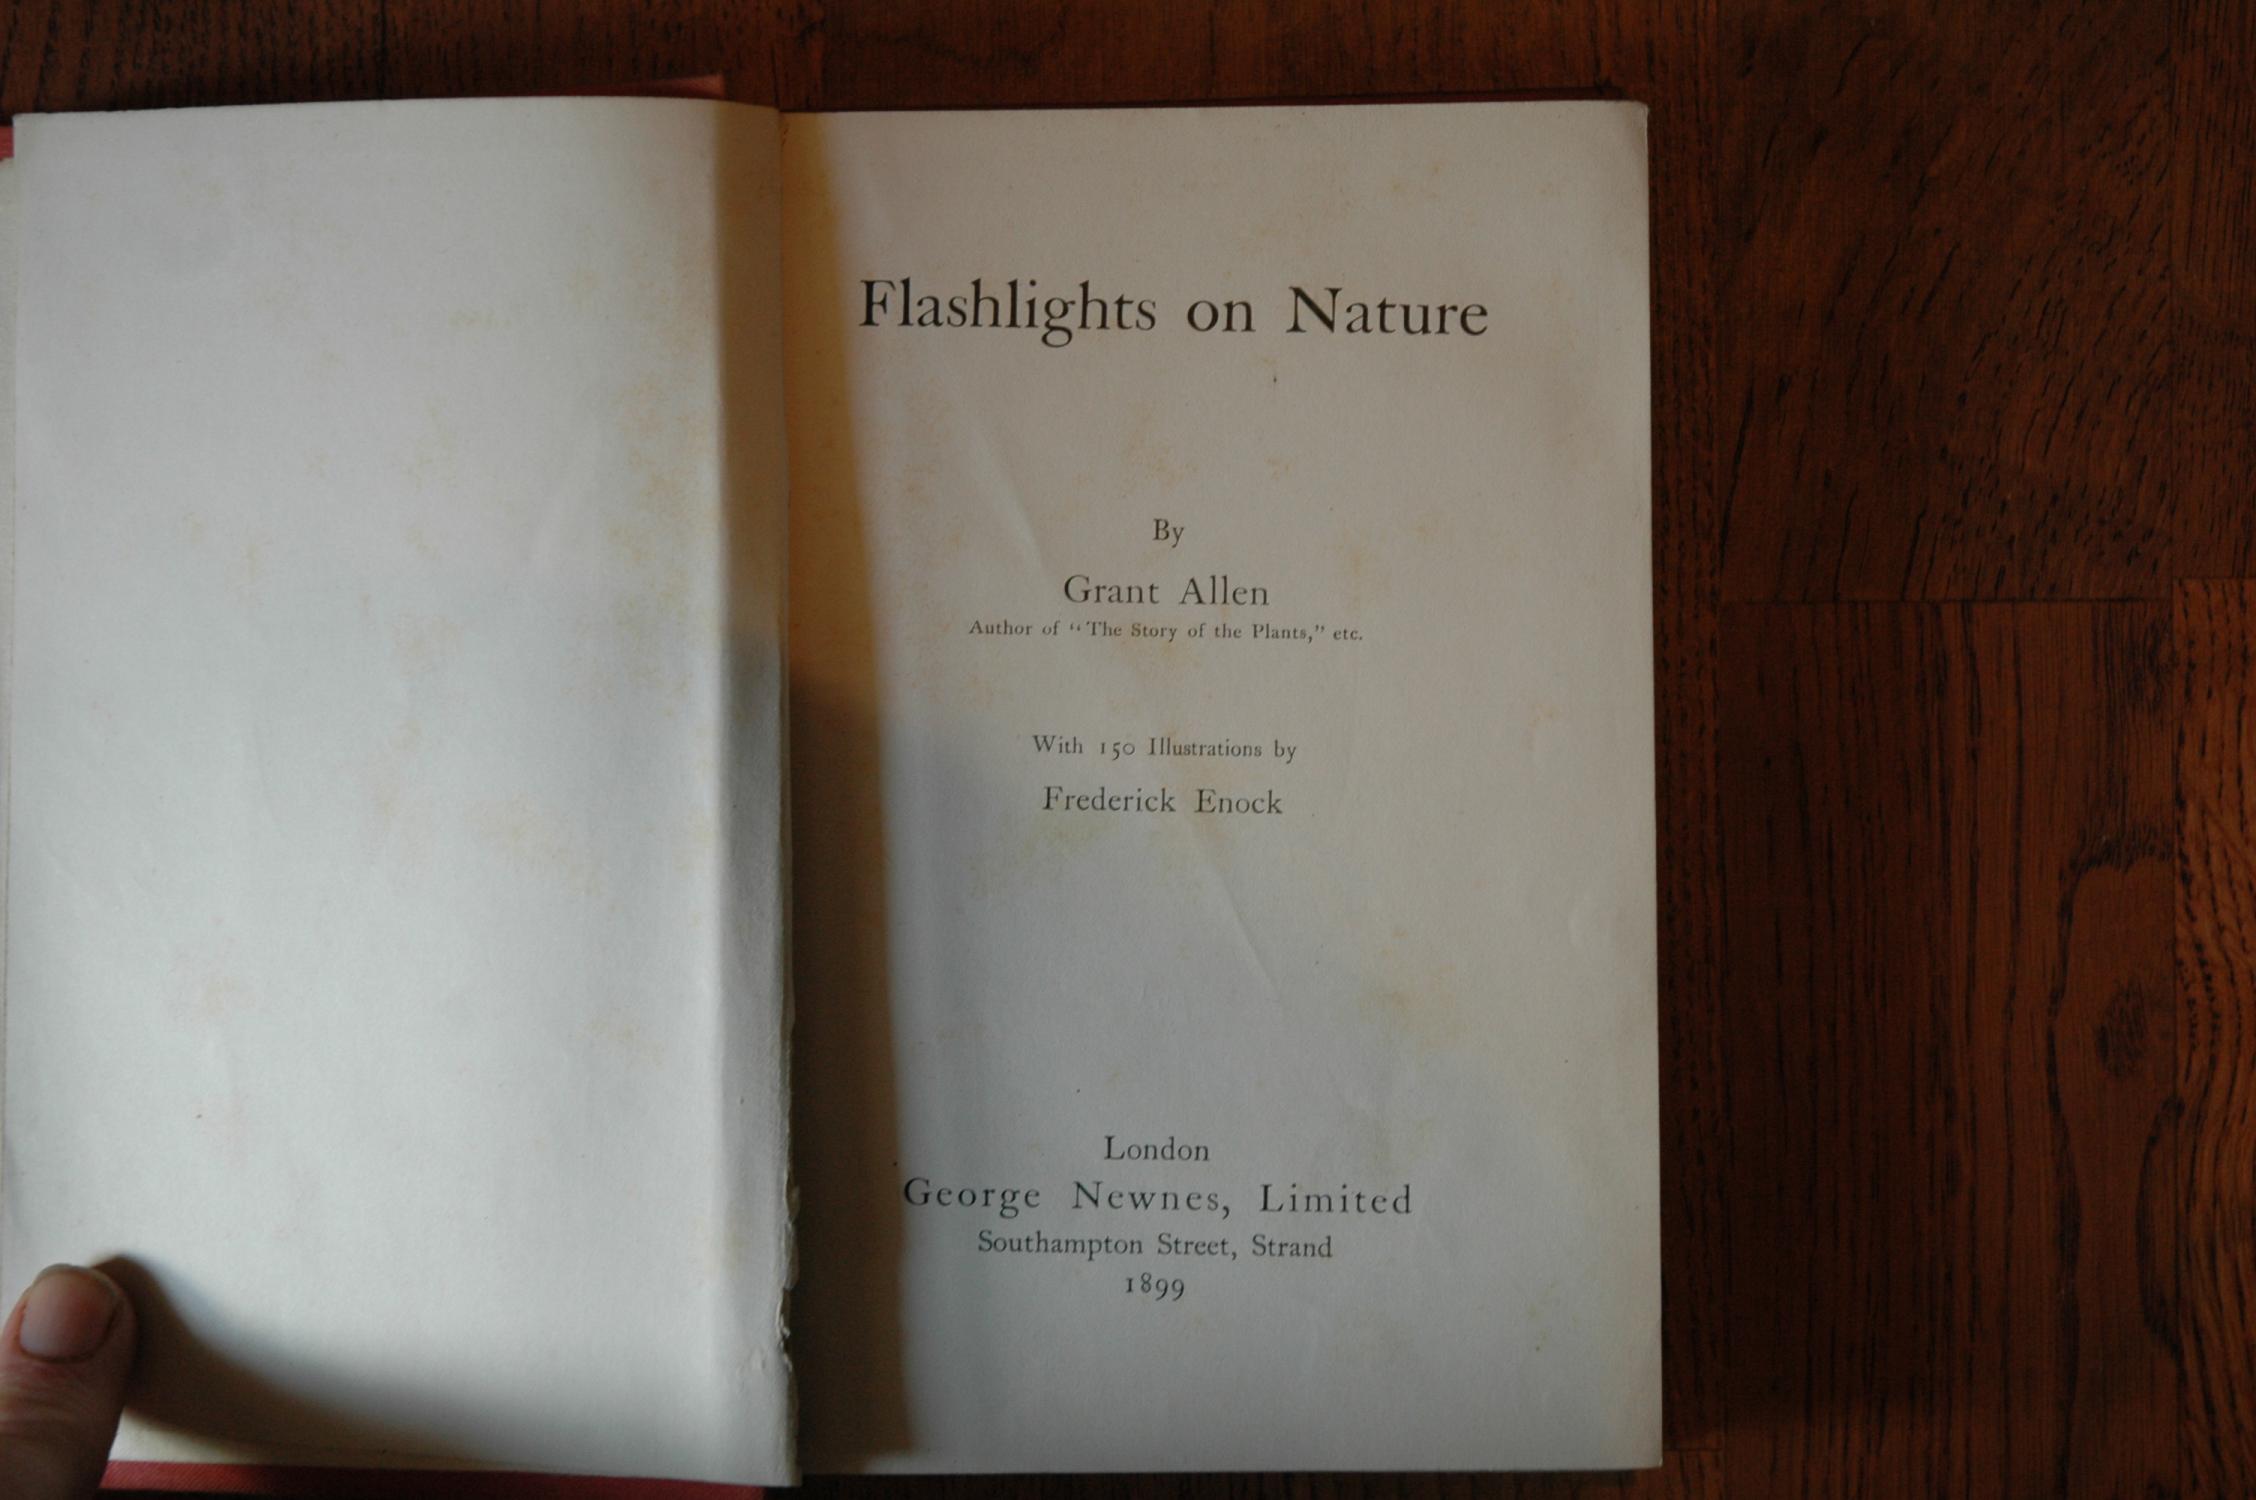 Flashlights on Nature
By
Grant Allen
Author of “The Story of the Plants,” etc.
With 150 Illustrations by
Frederick Enock
London
George Newnes, Limited
Southampton Street, Strand
1899